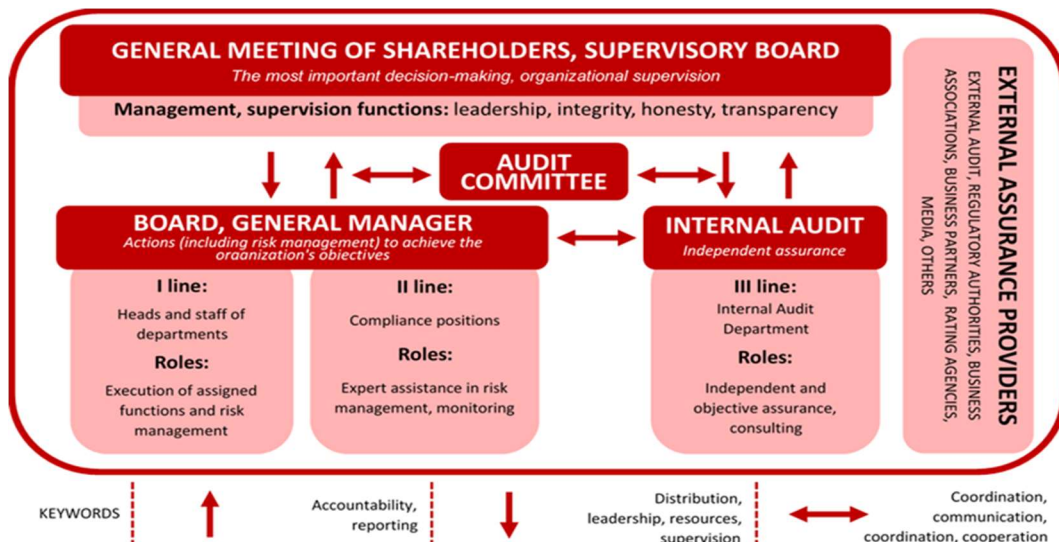 GENERAL MEETING OF SHAREHOLDERS, SUPERVISORY BOARD
The most important decision-making, organizational supervision
Management, supervision functions: leadership, integrity, honesty, transparency
AUDIT
COMMITTEE
BOARD, GENERAL MANAGER
Actions (including risk management) to achieve the
organization's objectives
INTERNAL AUDIT
Independent assurance
I line:
Heads and staff of
departments
Roles:
Execution of assigned
functions and risk
management
II line:
Compliance positions
Roles:
Expert assistance in risk
management, monitoring
III line:
Internal Audit
Department
Roles:
Independent and
objective assurance,
consulting
EXTERNAL ASSURANCE PROVIDERS
EXTERNAL AUDIT, REGULATORY AUTHORITIES, BUSINESS
ASSOCIATIONS, BUSINESS PARTNERS, RATING AGENCIES,
MEDIA, OTHERS
KEYWORDS
Accountability,
reporting
Distribution,
leadership, resources,
supervision
Coordination,
communication,
coordination, cooperation